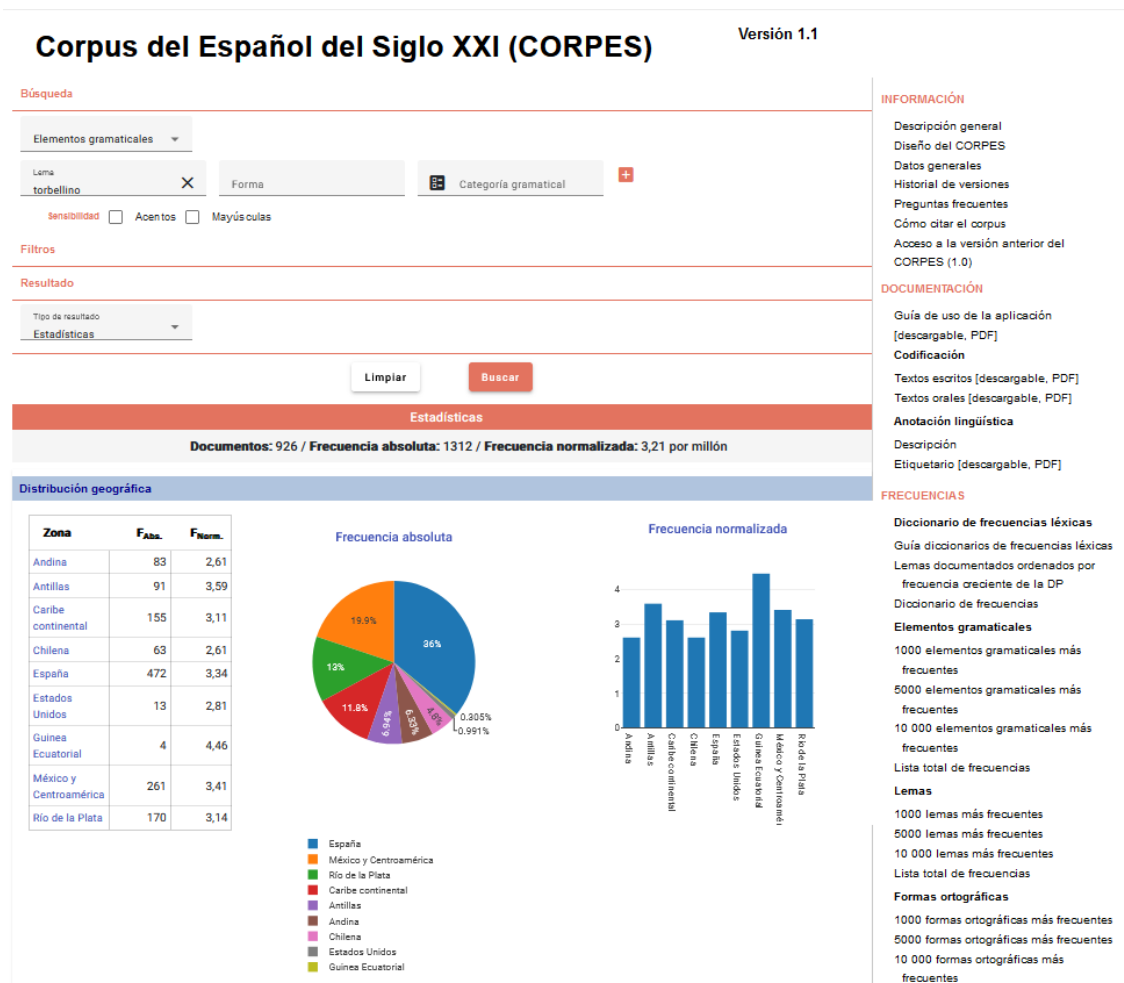 Corpus del Español del Siglo XXI (CORPES)
Versión 1.1
Búsqueda
Elementos gramaticales
Lema
torbellino
Forma
Categoría gramatical
Sensibilidad
Acentos
Mayúsculas
Filtros
Resultado
Tipo de resultado
Estadísticas
Limpiar
Buscar
Estadísticas
Documentos: 926 / Frecuencia absoluta: 1312 / Frecuencia normalizada: 3,21 por millón
Distribución geográfica
Zona FAbs. FNorm.
Andina 83 2,61
Antillas 91 3,59
Caribe
continental 155 3,11
Chilena 63 2,61
España 472 3,34
Estados
Unidos 13 2,81
Guinea
Ecuatorial 4 4,46
México y
Centroamérica 261 3,41
Río de la Plata 170 3,14
Frecuencia absoluta
36%
19.9%
13%
11.8%
6.94%
6.33%
4.8%
0.305%
0.991%
España
México y Centroamérica
Río de la Plata
Caribe continental
Antillas
Andina
Chilena
Estados Unidos
Guinea Ecuatorial
Frecuencia normalizada
4
3
2
1
0
Andina
Antillas
Caribe continental
Chilena
España
Estados Unidos
Guinea Ecuatorial
México y Centroamér
Río de la Plata
INFORMACIÓN
Descripción general
Diseño del CORPES
Datos generales
Historial de versiones
Preguntas frecuentes
Cómo citar el corpus
Acceso a la versión anterior del
CORPES (1.0)
DOCUMENTACIÓN
Guía de uso de la aplicación
[descargable, PDF]
Codificación
Textos escritos [descargable, PDF]
Textos orales [descargable, PDF]
Anotación lingüística
Descripción
Etiquetario [descargable, PDF]
FRECUENCIAS
Diccionario de frecuencias léxicas
Guía diccionarios de frecuencias léxicas
Lemas documentados ordenados por
frecuencia creciente de la DP
Diccionario de frecuencias
Elementos gramaticales
1000 elementos gramaticales más
frecuentes
5000 elementos gramaticales más
frecuentes
10 000 elementos gramaticales más
frecuentes
Lista total de frecuencias
Lemas
1000 lemas más frecuentes
5000 lemas más frecuentes
10 000 lemas más frecuentes
Lista total de frecuencias
Formas ortográficas
1000 formas ortográficas más frecuentes
5000 formas ortográficas más frecuentes
10 000 formas ortográficas más
frecuentes